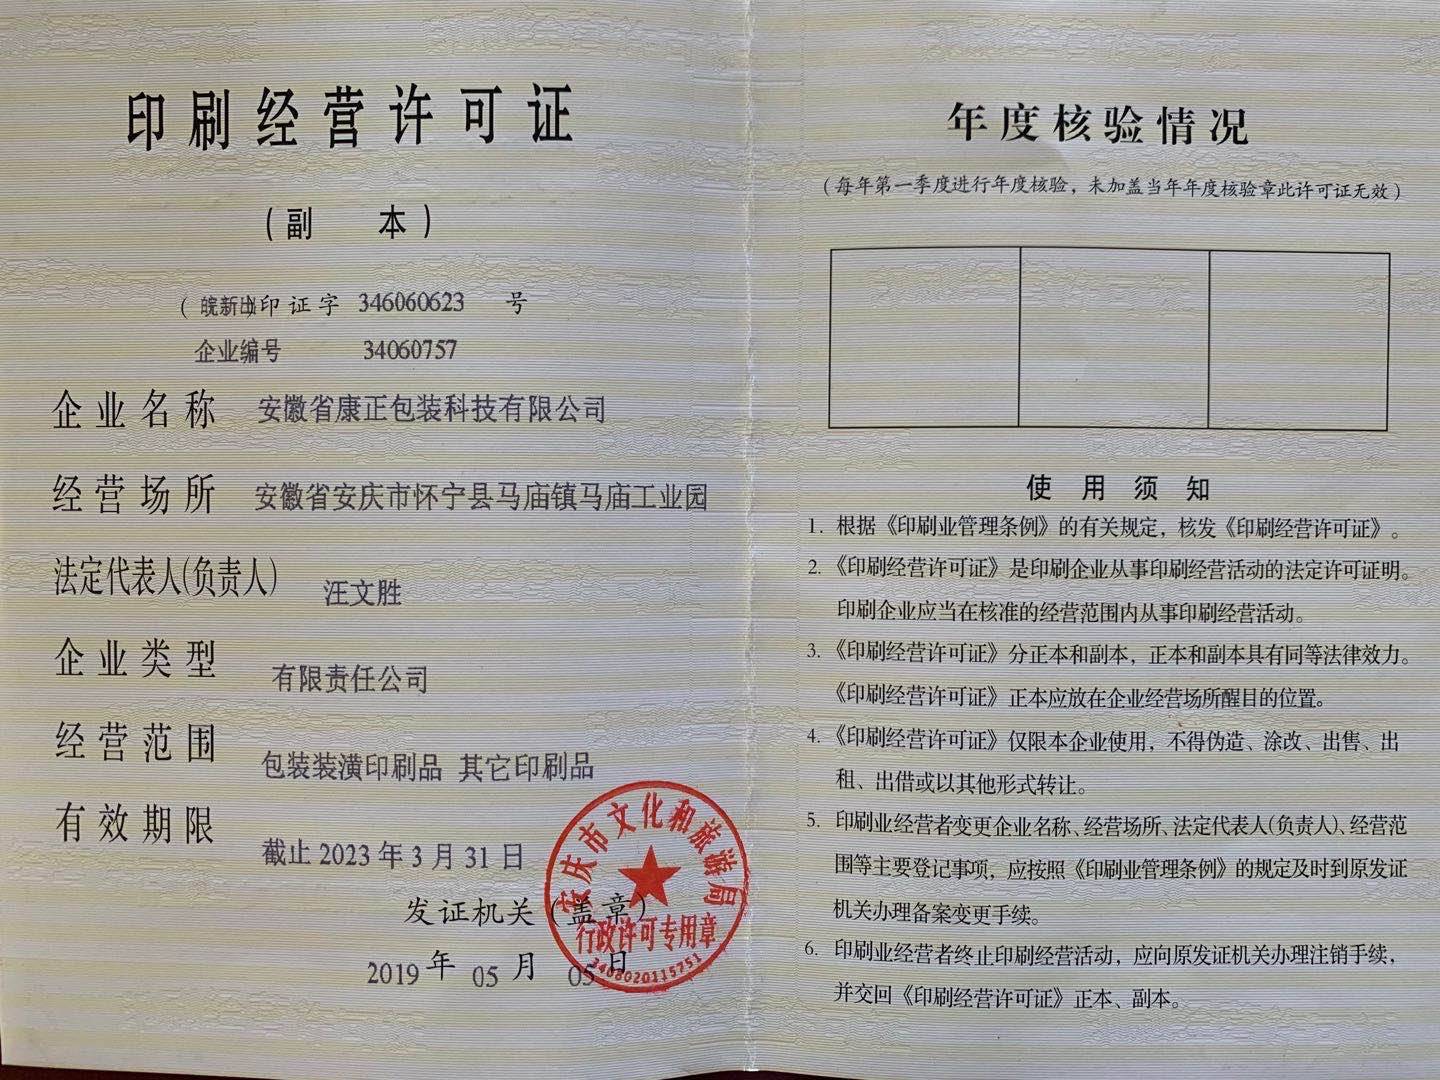 印刷经营许可证
（副 本）
（皖新出）印证字 346060623 号
企业编号 34060757
企业名称 安徽省康正包装科技有限公司
经营场所 安徽省安庆市怀宁县马庙镇马庙工业园
法定代表人(负责人) 汪文胜
企业类型 有限责任公司
经营范围 包装装潢印刷品 其它印刷品
有效期限 截止 2023 年 3 月 31 日
发证机关（盖章）
2019 年 05 月 05 日
安庆市文化和旅游局
行政许可专用章
3408020115751
年度核验情况
（每年第一季度进行年度核验，未加盖当年年度核验章此许可证无效）
使用须知
1. 根据《印刷业管理条例》的有关规定，核发《印刷经营许可证》。
2.《印刷经营许可证》是印刷企业从事印刷经营活动的法定许可证明。
印刷企业应当在核准的经营范围内从事印刷经营活动。
3.《印刷经营许可证》分正本和副本，正本和副本具有同等法律效力。
《印刷经营许可证》正本应放在企业经营场所醒目的位置。
4.《印刷经营许可证》仅限本企业使用，不得伪造、涂改、出售、出
租、出借或以其他形式转让。
5. 印刷业经营者变更企业名称、经营场所、法定代表人(负责人)、经营范
围等主要登记事项，应按照《印刷业管理条例》的规定及时到原发证
机关办理备案变更手续。
6. 印刷业经营者终止印刷经营活动，应向原发证机关办理注销手续，
并交回《印刷经营许可证》正本、副本。